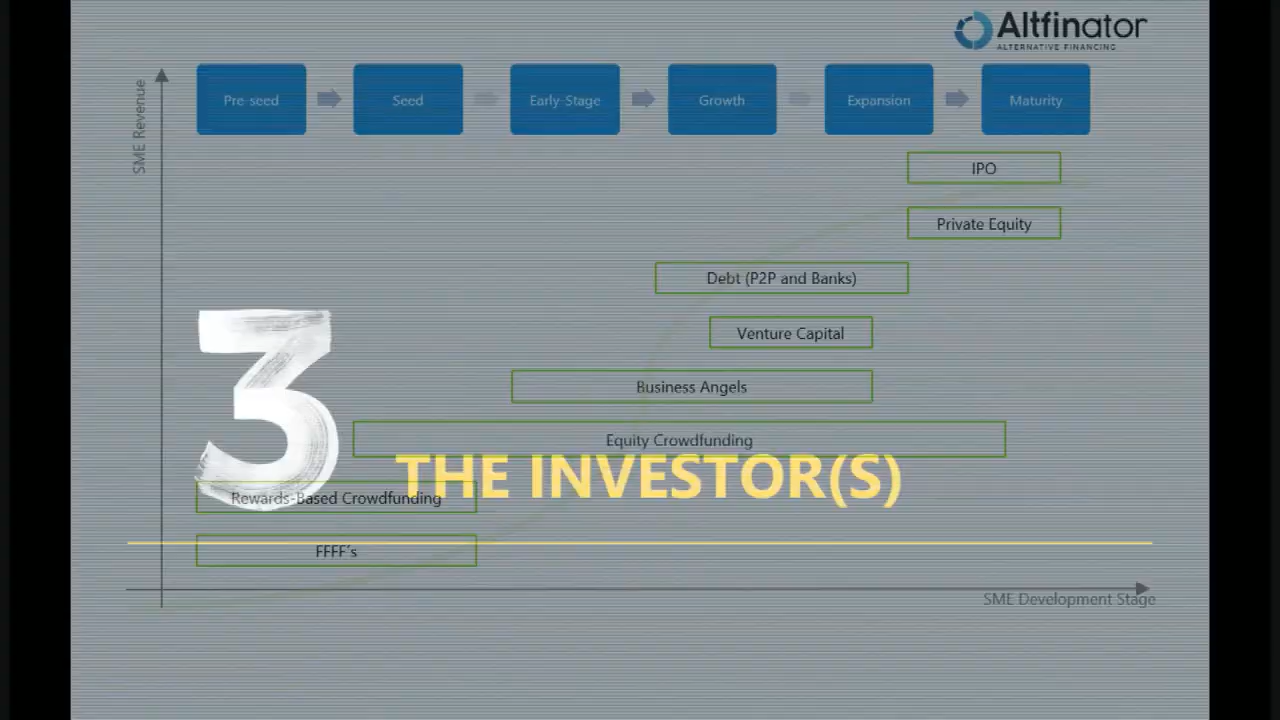 Altfinator
ALTERNATIVE FINANCING
SME Revenue
Pre-seed
Seed
Early-Stage
Growth
Expansion
Maturity
IPO
Private Equity
Debt (P2P and Banks)
Venture Capital
Business Angels
Equity Crowdfunding
3
THE INVESTOR(S)
Rewards-Based Crowdfunding
FFFF´s
SME Development Stage